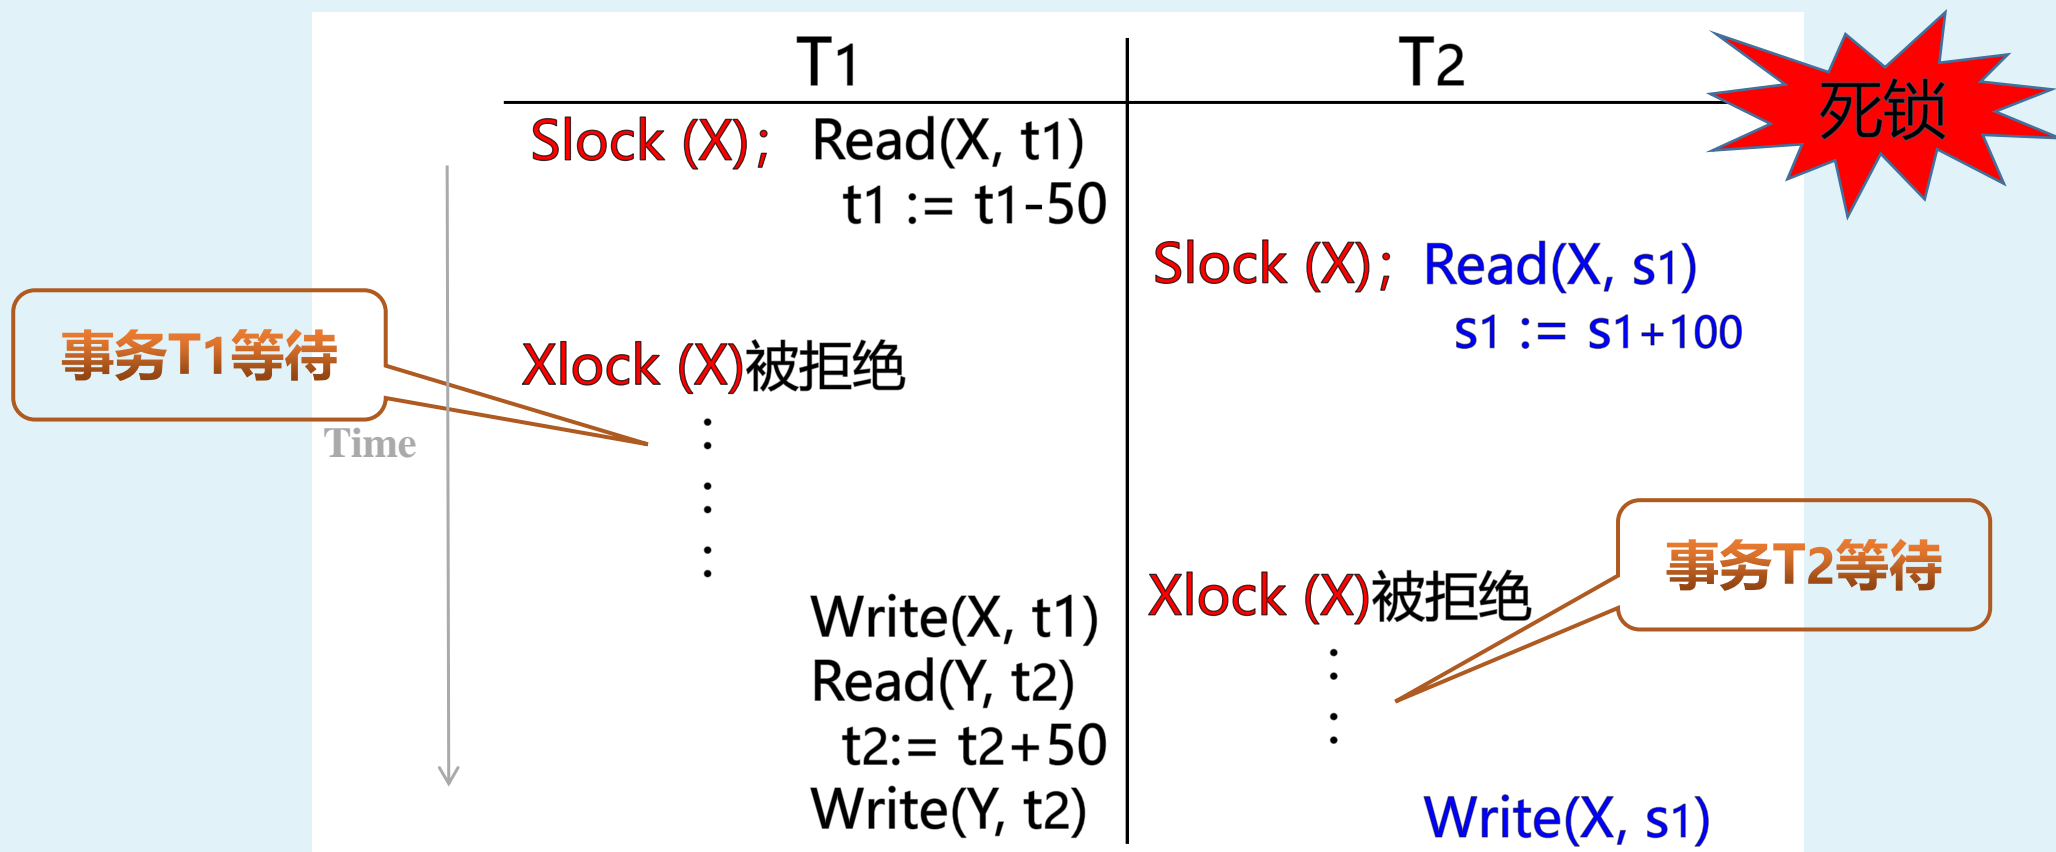 T1
T2
死锁
Slock (X); Read(X, t1)
t1 := t1-50
Slock (X); Read(X, s1)
s1 := s1+100
事务T1等待
Xlock (X)被拒绝
Time
⋮
⋮
⋮
事务T2等待
Xlock (X)被拒绝
⋮
⋮
Write(X, t1)
Read(Y, t2)
t2:= t2+50
Write(Y, t2)
Write(X, s1)